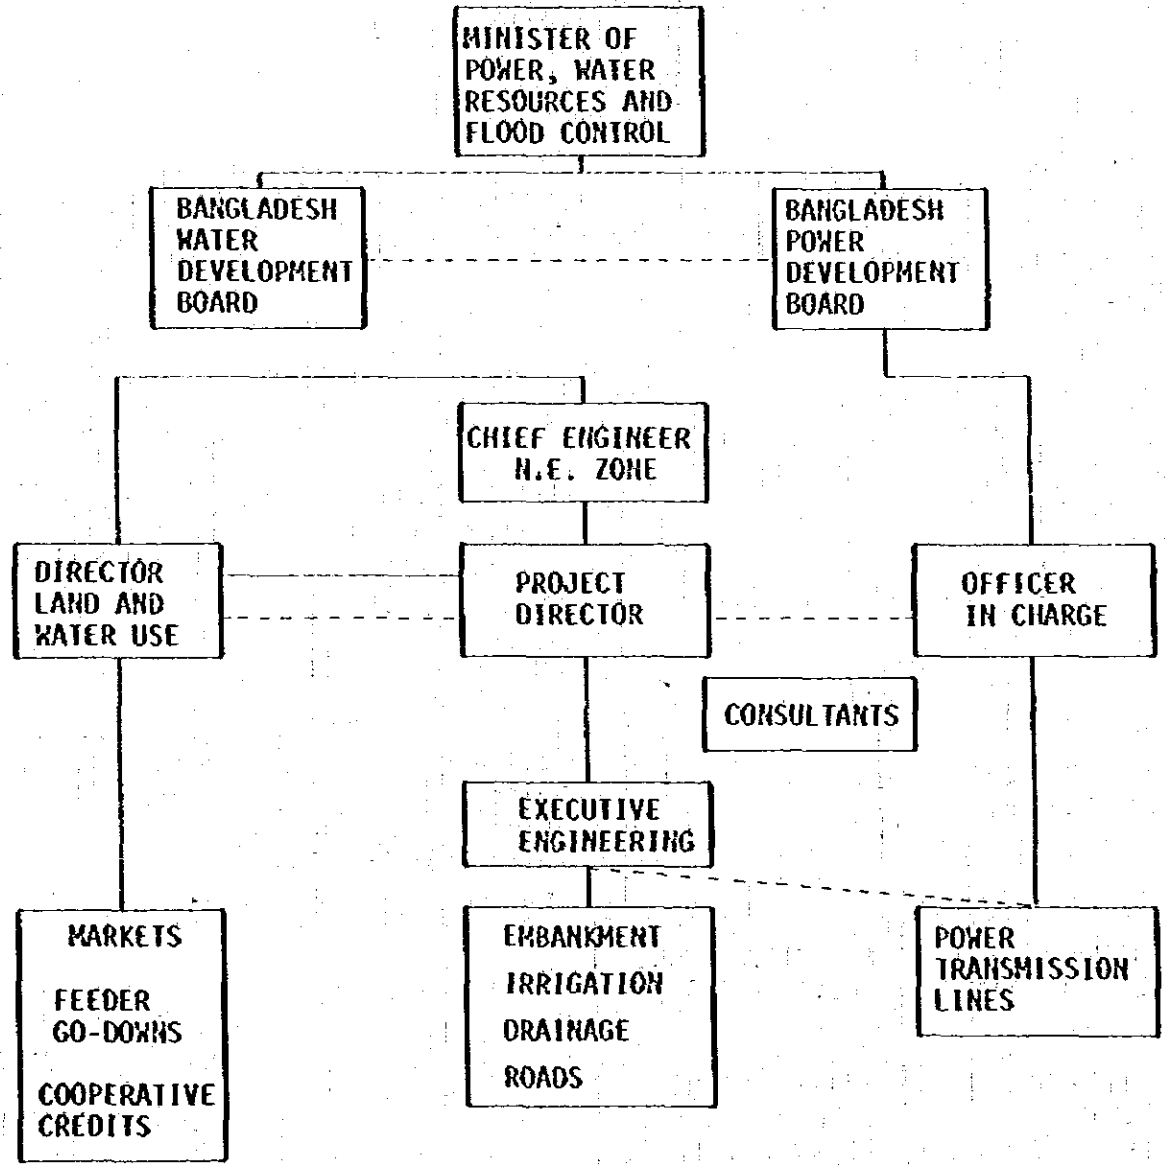 MINISTER OF
POWER, WATER
RESOURCES AND
FLOOD CONTROL
BANGLADESH
WATER
DEVELOPMENT
BOARD
BANGLADESH
POWER
DEVELOPMENT
BOARD
CHIEF ENGINEER
N.E. ZONE
DIRECTOR
LAND AND
WATER USE
PROJECT
DIRECTOR
OFFICER
IN CHARGE
CONSULTANTS
EXECUTIVE
ENGINEERING
MARKETS
FEEDER
GO-DOWNS
COOPERATIVE
CREDITS
EMBANKMENT
IRRIGATION
DRAINAGE
ROADS
POWER
TRANSMISSION
LINES